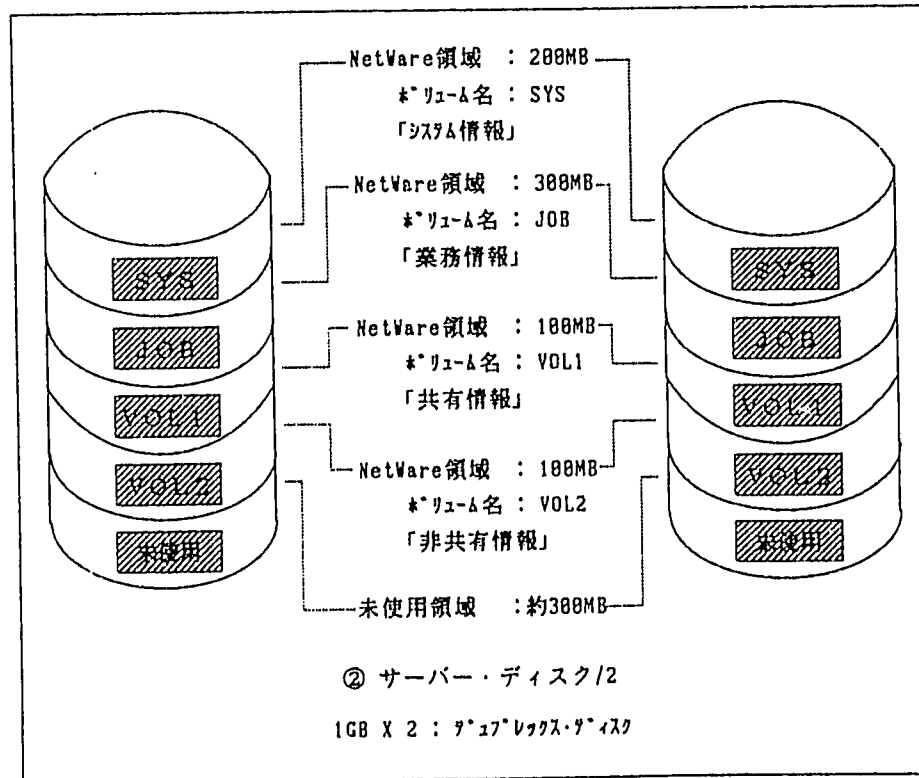 NetWare領域 : 200MB
ボリューム名 : SYS
「システム情報」
NetWare領域 : 300MB
ボリューム名 : JOB
「業務情報」
NetWare領域 : 100MB
ボリューム名 : VOL1
「共有情報」
NetWare領域 : 100MB
ボリューム名 : VOL2
「非共有情報」
未使用領域 :約300MB
SYS
JOB
VOL1
VOL2
未使用
SYS
JOB
VOL1
VOL2
未使用
② サーバー・ディスク/2
1GB X 2 : デュプレックス・ディスク